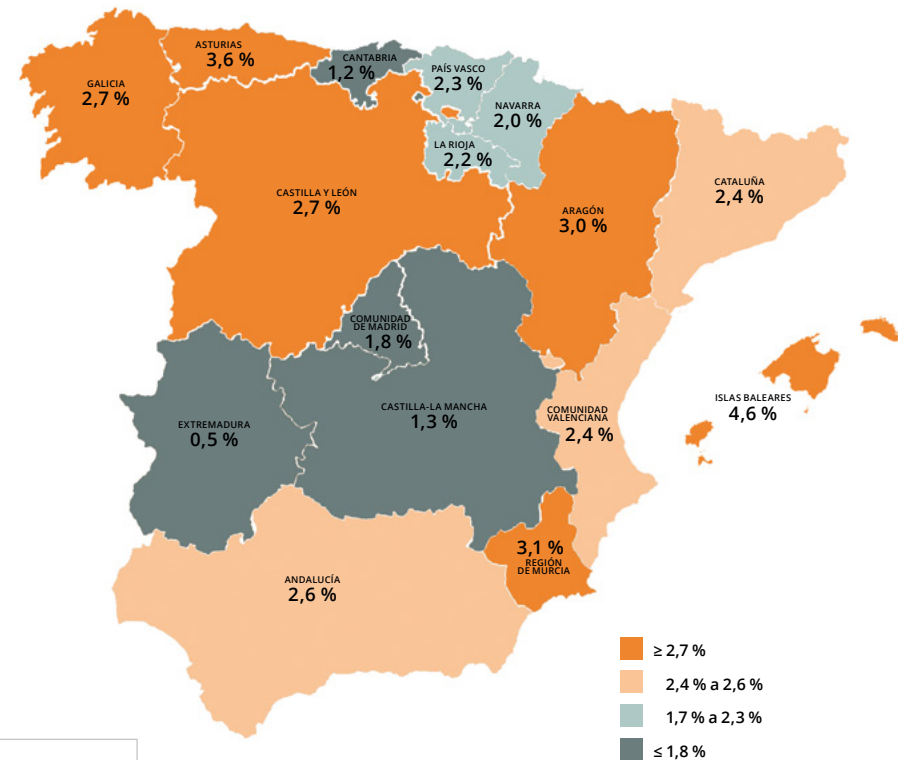 ASTURIAS
3,6 %
CANTABRIA
1,2 %
PAÍS VASCO
2,3 %
GALICIA
2,7 %
NAVARRA
2,0 %
LA RIOJA
2,2 %
CASTILLA Y LEÓN
2,7 %
ARAGÓN
3,0 %
CATALUÑA
2,4 %
COMUNIDAD
DE MADRID
1,8 %
ISLAS BALEARES
4,6 %
CASTILLA-LA MANCHA
1,3 %
COMUNIDAD
VALENCIANA
2,4 %
EXTREMADURA
0,5 %
3,1 %
REGIÓN
DE MURCIA
ANDALUCÍA
2,6 %
≥ 2,7 %
2,4 % a 2,6 %
1,7 % a 2,3 %
≤ 1,8 %